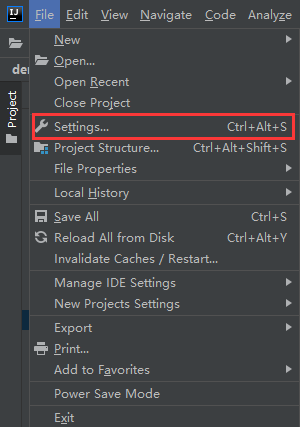 IJ File Edit View Navigate Code Analyze
der
Project
New
Open...
Open Recent
Close Project
Settings... Ctrl+Alt+S
Project Structure... Ctrl+Alt+Shift+S
File Properties
Local History
Save All Ctrl+S
Reload All from Disk Ctrl+Alt+Y
Invalidate Caches / Restart...
Manage IDE Settings
New Projects Settings
Export
Print...
Add to Favorites
Power Save Mode
Exit